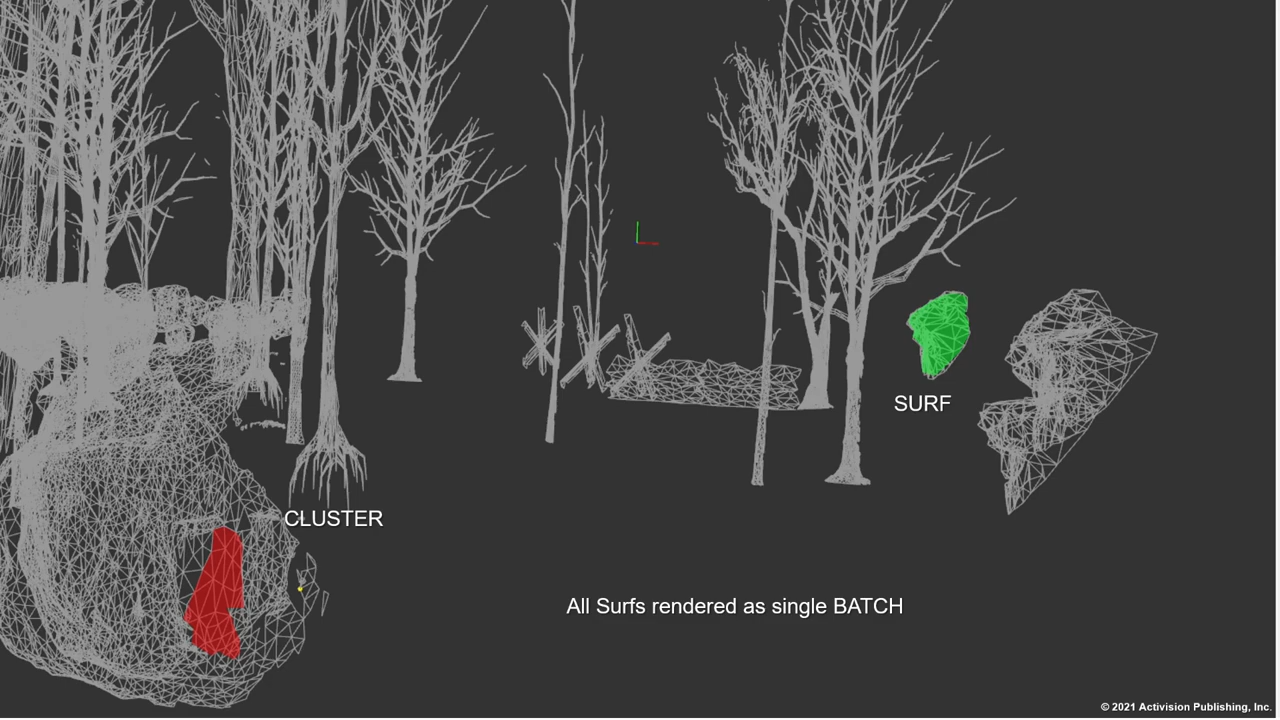 SURF
CLUSTER
All Surfs rendered as single BATCH
© 2021 Activision Publishing, Inc.